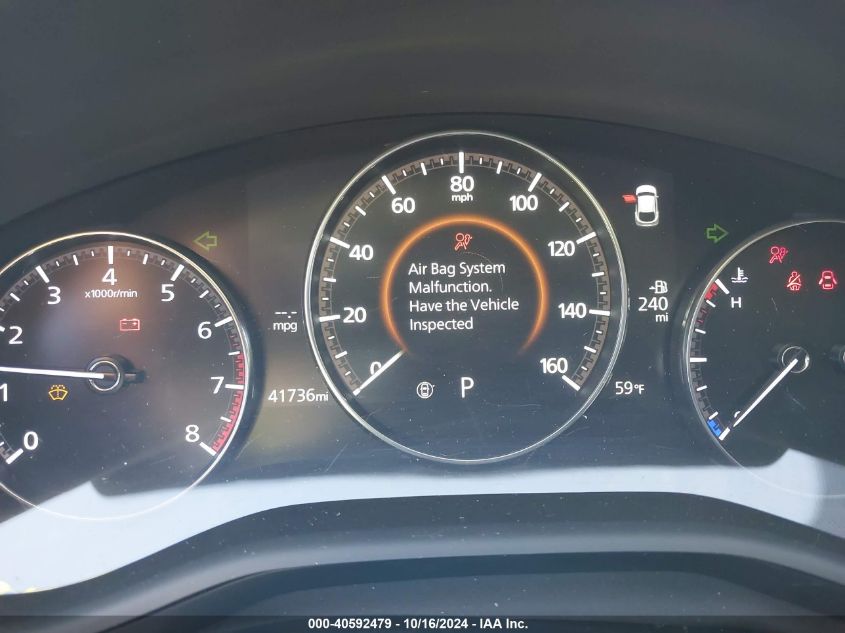 80
mph
60
100
40
120
20
140
0
160
Air Bag System
Malfunction.
Have the Vehicle
Inspected
P
4
x1000r/min
3
5
2
6
1
7
0
8
--.-
mpg
41736mi
240
mi
59°F
H
000-40592479 - 10/16/2024 - IAA Inc.